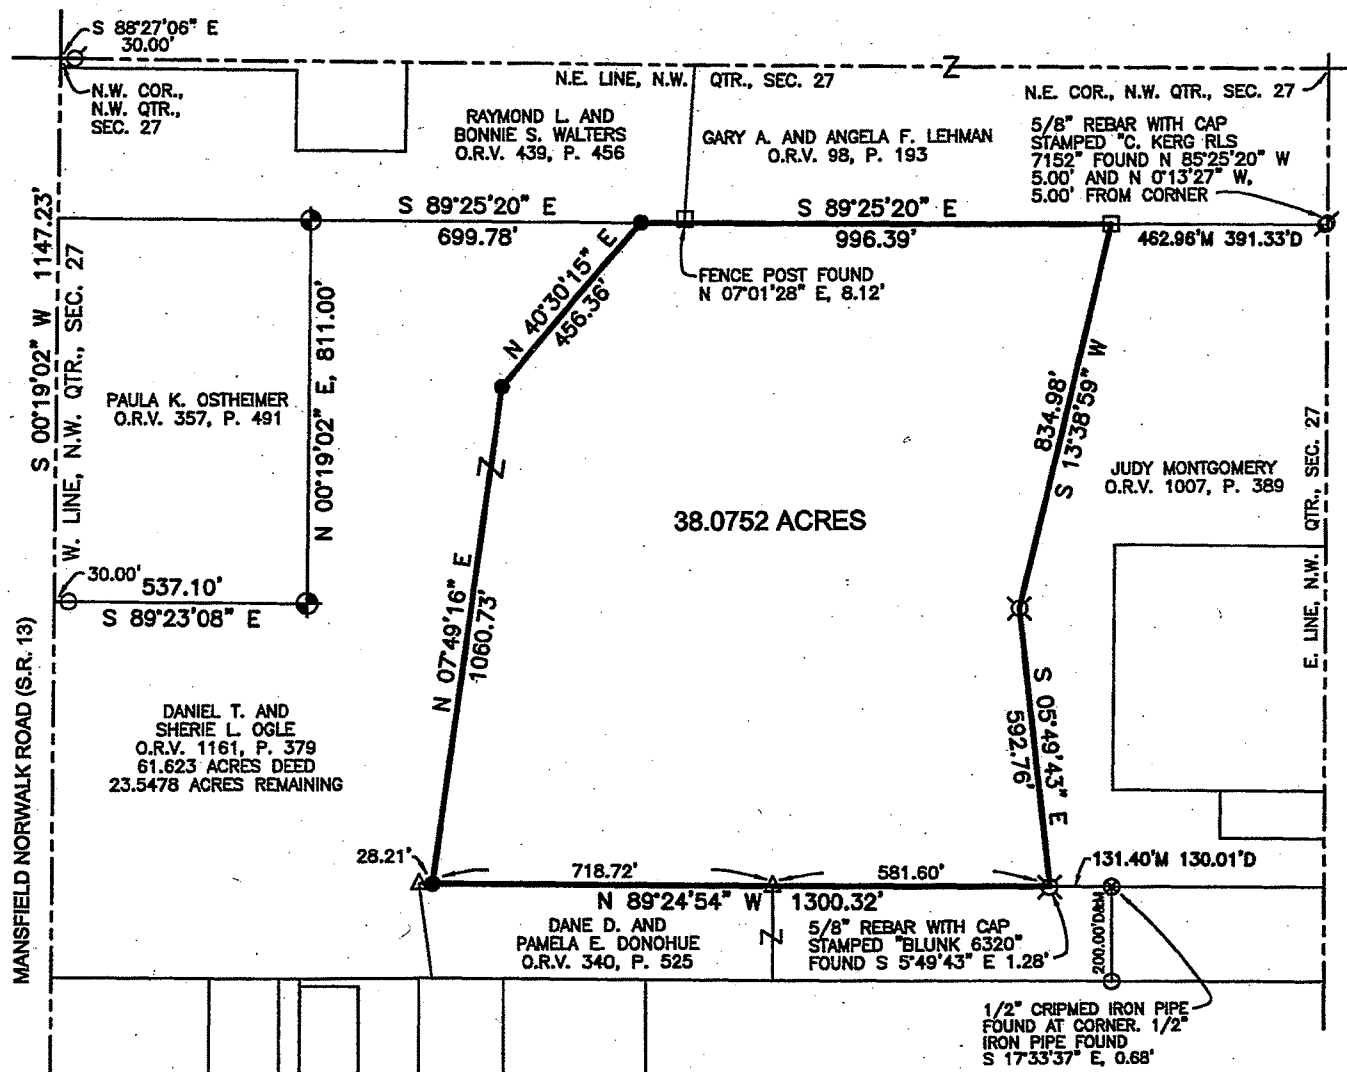 S 88°27'06" E
30.00'
N.W. COR.,
N.W. QTR.,
SEC. 27
N.E. LINE, N.W. QTR., SEC. 27
N.E. COR., N.W. QTR., SEC. 27
RAYMOND L. AND
BONNIE S. WALTERS
O.R.V. 439, P. 456
GARY A. AND ANGELA F. LEHMAN
O.R.V. 98, P. 193
5/8" REBAR WITH CAP
STAMPED "C. KERG RLS
7152" FOUND N 85°25'20" W
5.00' AND N 0°13'27" W,
5.00' FROM CORNER
S 00°19'02" W 1147.23'
W. LINE, N.W. QTR., SEC. 27
S 89°25'20" E
699.78'
S 89°25'20" E
996.39'
462.96'M 391.33'D
FENCE POST FOUND
N 07°01'28" E, 8.12'
N 40°30'15" E
456.36'
N 00°19'02" E, 811.00'
PAULA K. OSTHEIMER
O.R.V. 357, P. 491
834.98'
S 13°38'59" W
JUDY MONTGOMERY
O.R.V. 1007, P. 389
E. LINE, N.W. QTR., SEC. 27
38.0752 ACRES
30.00'
537.10'
S 89°23'08" E
N 07°49'16" E
1060.73'
S 05°49'43" E
592.76'
MANSFIELD NORWALK ROAD (S.R. 13)
DANIEL T. AND
SHERIE L. OGLE
O.R.V. 1161, P. 379
61.623 ACRES DEED
23.5478 ACRES REMAINING
28.21'
718.72'
581.60'
131.40'M 130.01'D
N 89°24'54" W 1300.32'
DANE D. AND
PAMELA E. DONOHUE
O.R.V. 340, P. 525
5/8" REBAR WITH CAP
STAMPED "BLUNK 6320"
FOUND S 5°49'43" E 1.28'
200.00'D&M
1/2" CRIPMED IRON PIPE
FOUND AT CORNER. 1/2"
IRON PIPE FOUND
S 17°33'37" E, 0.68'